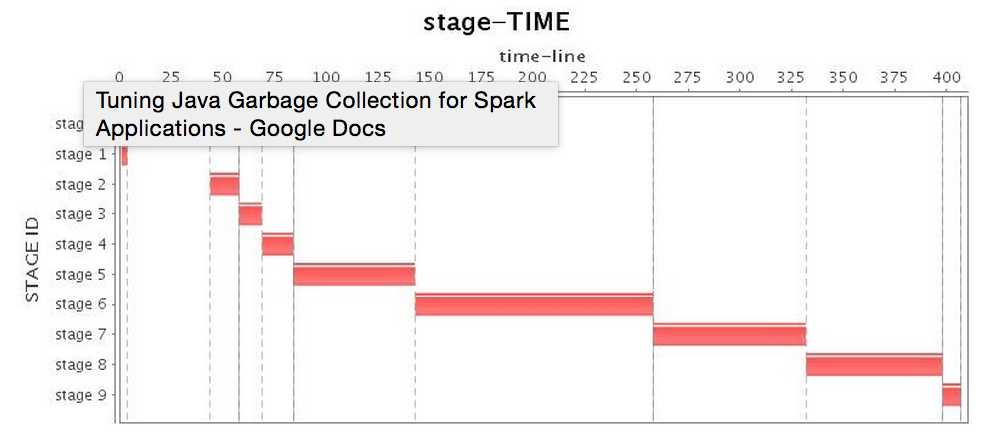 stage-TIME
time-line
0 25 50 75 100 125 150 175 200 225 250 275 300 325 350 375 400
Tuning Java Garbage Collection for Spark
Applications - Google Docs
stag
stage 1
stage 2
stage 3
stage 4
stage 5
stage 6
stage 7
stage 8
stage 9
STAGE ID